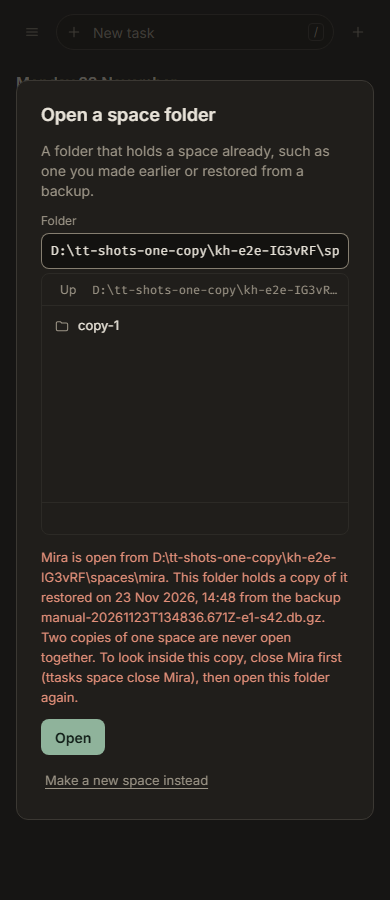 New task
/
Open a space folder
A folder that holds a space already, such as
one you made earlier or restored from a
backup.
Folder
D:\tt-shots-one-copy\kh-e2e-IG3vRF\sp
Up D:\tt-shots-one-copy\kh-e2e-IG3vR…
copy-1
Mira is open from D:\tt-shots-one-copy\kh-e2e-
IG3vRF\spaces\mira. This folder holds a copy of it
restored on 23 Nov 2026, 14:48 from the backup
manual-20261123T134836.671Z-e1-s42.db.gz.
Two copies of one space are never open
together. To look inside this copy, close Mira first
(ttasks space close Mira), then open this folder
again.
Open
Make a new space instead